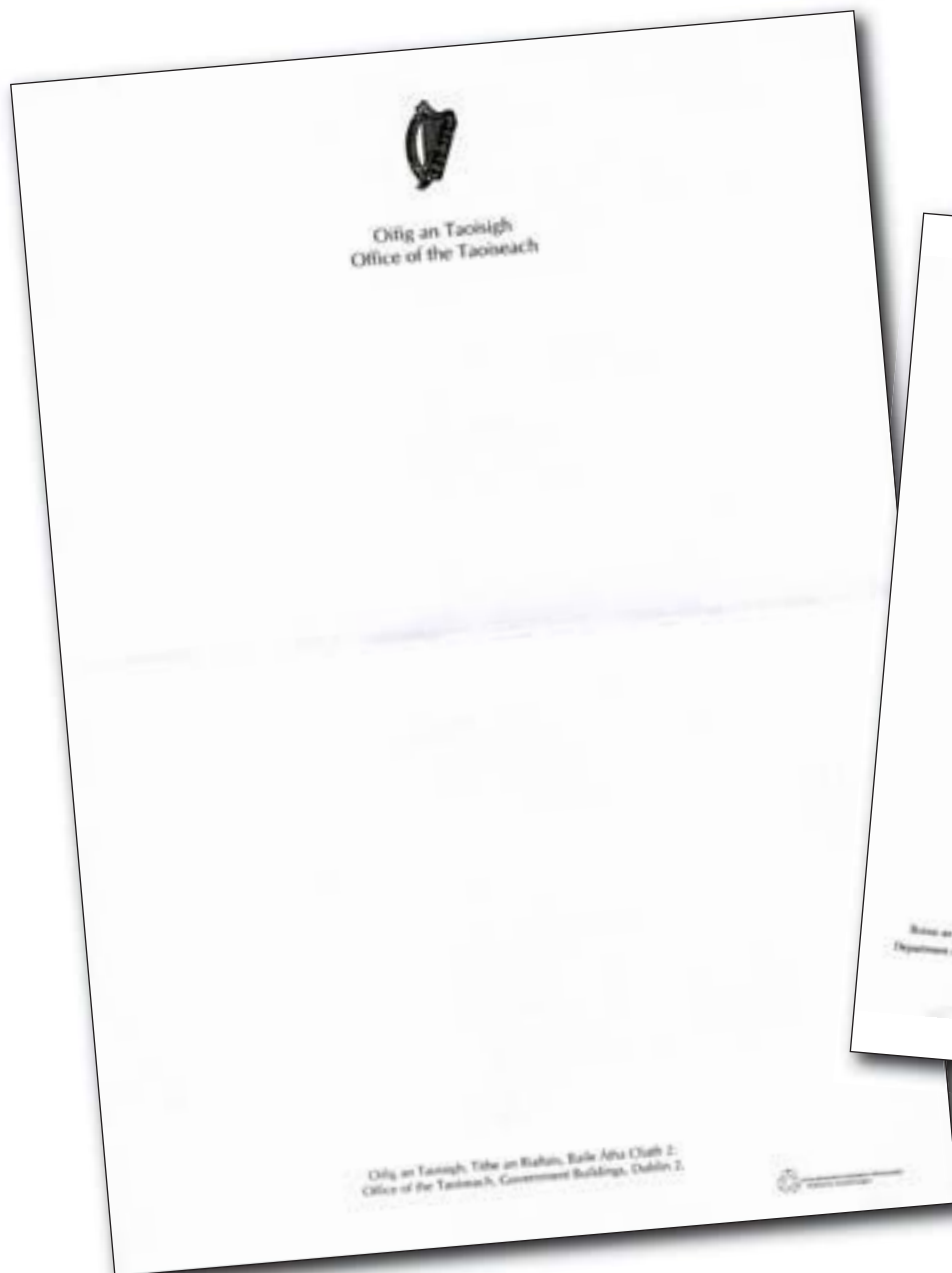 Oifig an Taoisigh
Office of the Taoiseach
Oifig an Taoisigh, Tithe an Rialtais, Baile Átha Cliath 2.
Office of the Taoiseach, Government Buildings, Dublin 2.
Department